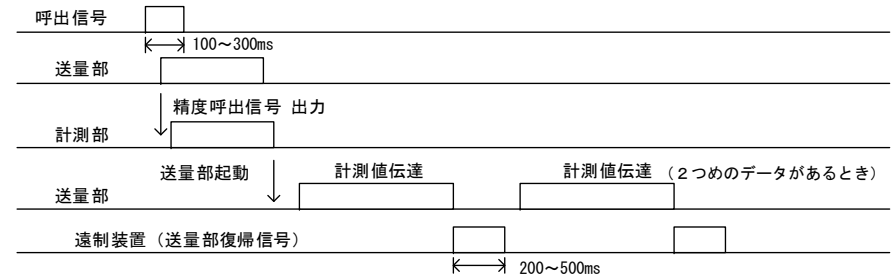 呼出信号
100～300ms
送量部
精度呼出信号 出力
計測部
送量部起動
計測値伝達
計測値伝達 (２つめのデータがあるとき)
送量部
遠制装置 (送量部復帰信号)
200～500ms